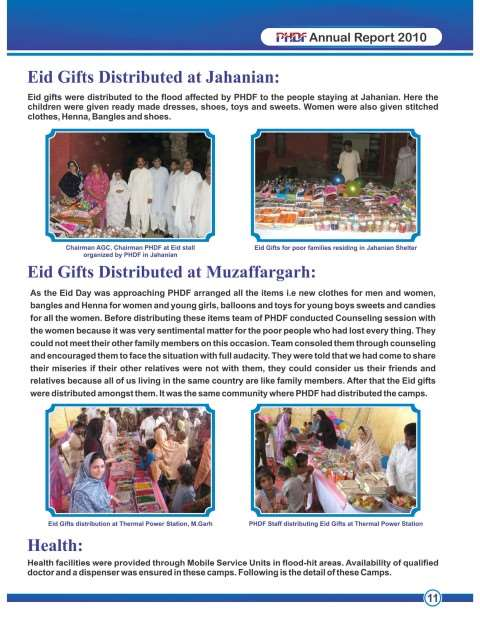 PHDF Annual Report 2010
Eid Gifts Distributed at Jahanian:
Eid gifts were distributed to the flood affected by PHDF to the people staying at Jahanian. Here the
children were given ready made dresses, shoes, toys and sweets. Women were also given stitched
clothes, Henna, Bangles and shoes.
Chairman AGC, Chairman PHDF at Eid stall
organized by PHDF in Jahanian
Eid Gifts for poor families residing in Jahanian Shelter
Eid Gifts Distributed at Muzaffargarh:
As the Eid Day was approaching PHDF arranged all the items i.e new clothes for men and women,
bangles and Henna for women and young girls, balloons and toys for young boys sweets and candies
for all the women. Before distributing these items team of PHDF conducted Counseling session with
the women because it was very sentimental matter for the poor people who had lost every thing. They
could not meet their other family members on this occasion. Team consoled them through counseling
and encouraged them to face the situation with full audacity. They were told that we had come to share
their miseries if their other relatives were not with them, they could consider us their friends and
relatives because all of us living in the same country are like family members. After that the Eid gifts
were distributed amongst them. It was the same community where PHDF had distributed the camps.
Eid Gifts distribution at Thermal Power Station, M.Garh
PHDF Staff distributing Eid Gifts at Thermal Power Station
Health:
Health facilities were provided through Mobile Service Units in flood-hit areas. Availability of qualified
doctor and a dispenser was ensured in these camps. Following is the detail of these Camps.
11